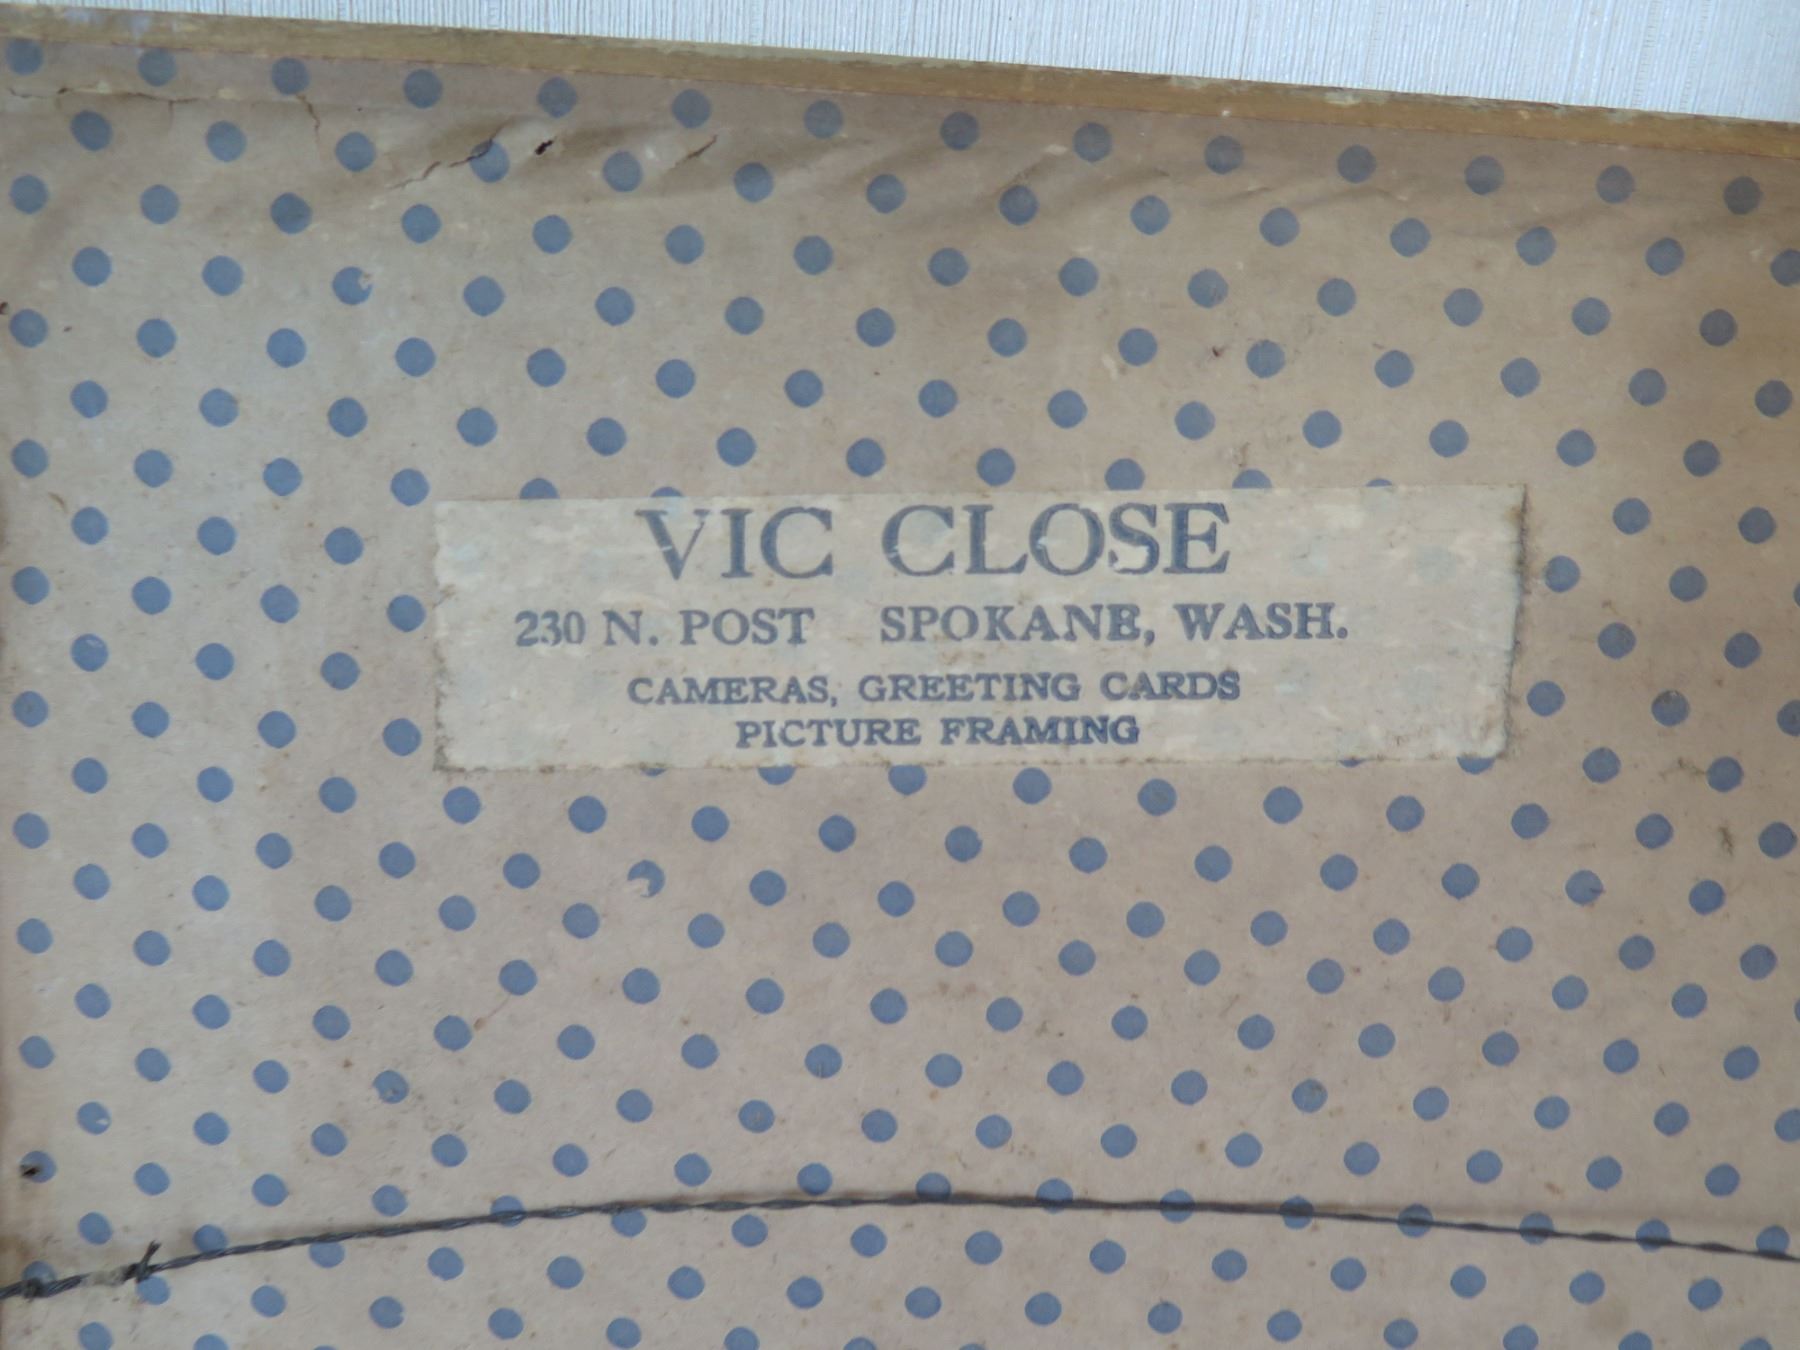 VIC CLOSE
230 N. POST SPOKANE, WASH.
CAMERAS, GREETING CARDS
PICTURE FRAMING